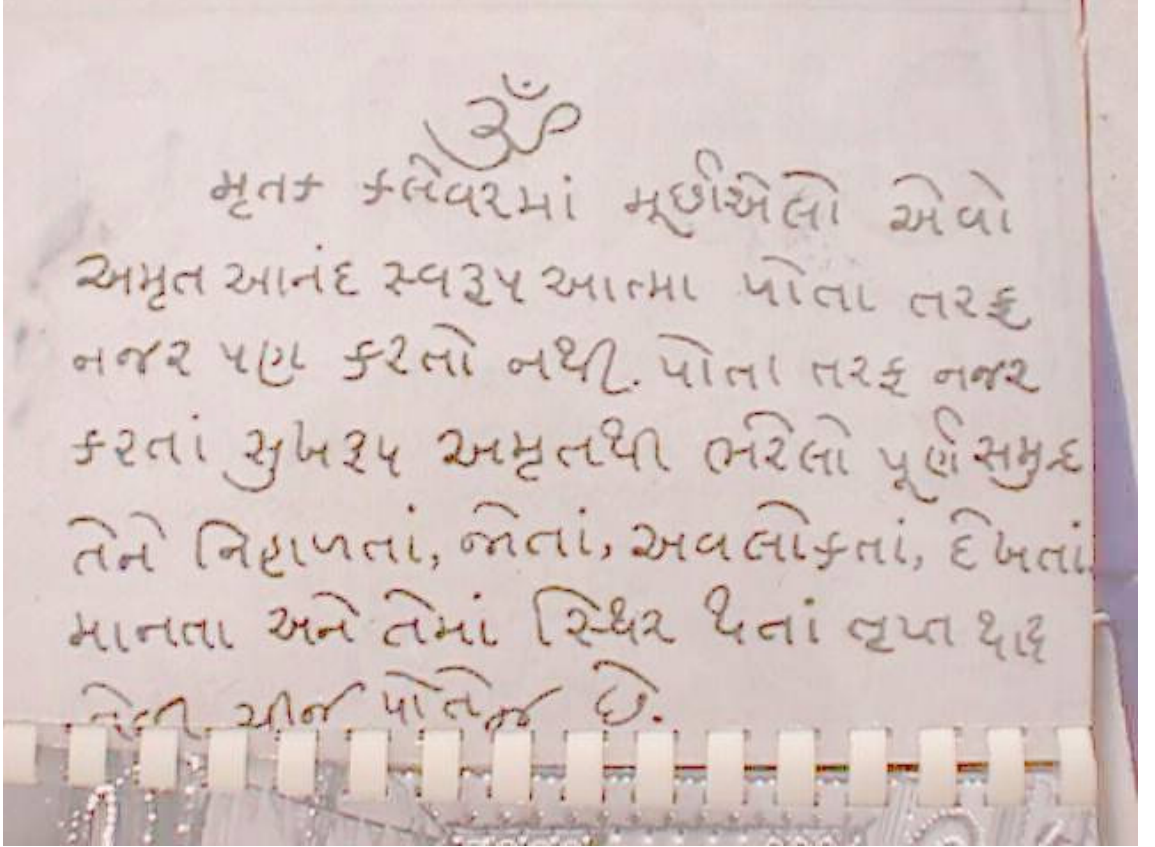 ૐ
મૃતક કલેવરમાં મૂર્છાએલો એવો
અમૃત આનંદ સ્વરૂપ આત્મા પોતા તરફ
નજર પણ કરતો નથી. પોતા તરફ નજર
કરતાં સુખરૂપ અમૃતથી ભરેલો પૂર્ણ સમુદ્ર
તેને નિહાળતાં, જોતાં, અવલોકતાં, દેખતાં
માનતા અને તેમાં સ્થિર થતાં તૃપ્ત થાય
તેવી ચીજ પોતેજ છે.